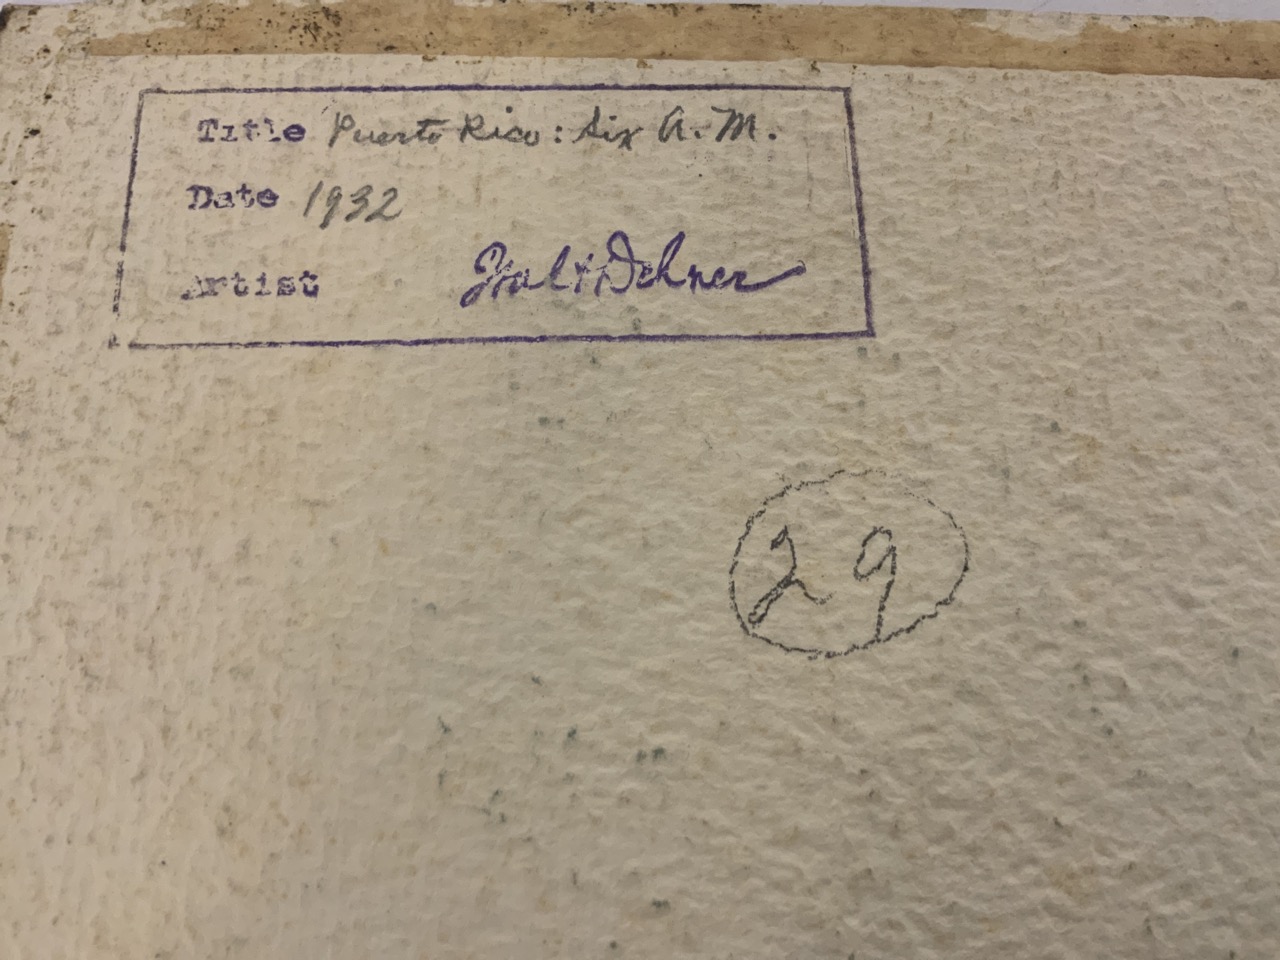 Title Puerto Rico: Six A.M.
Date 1932
Artist Walt Dehner
29